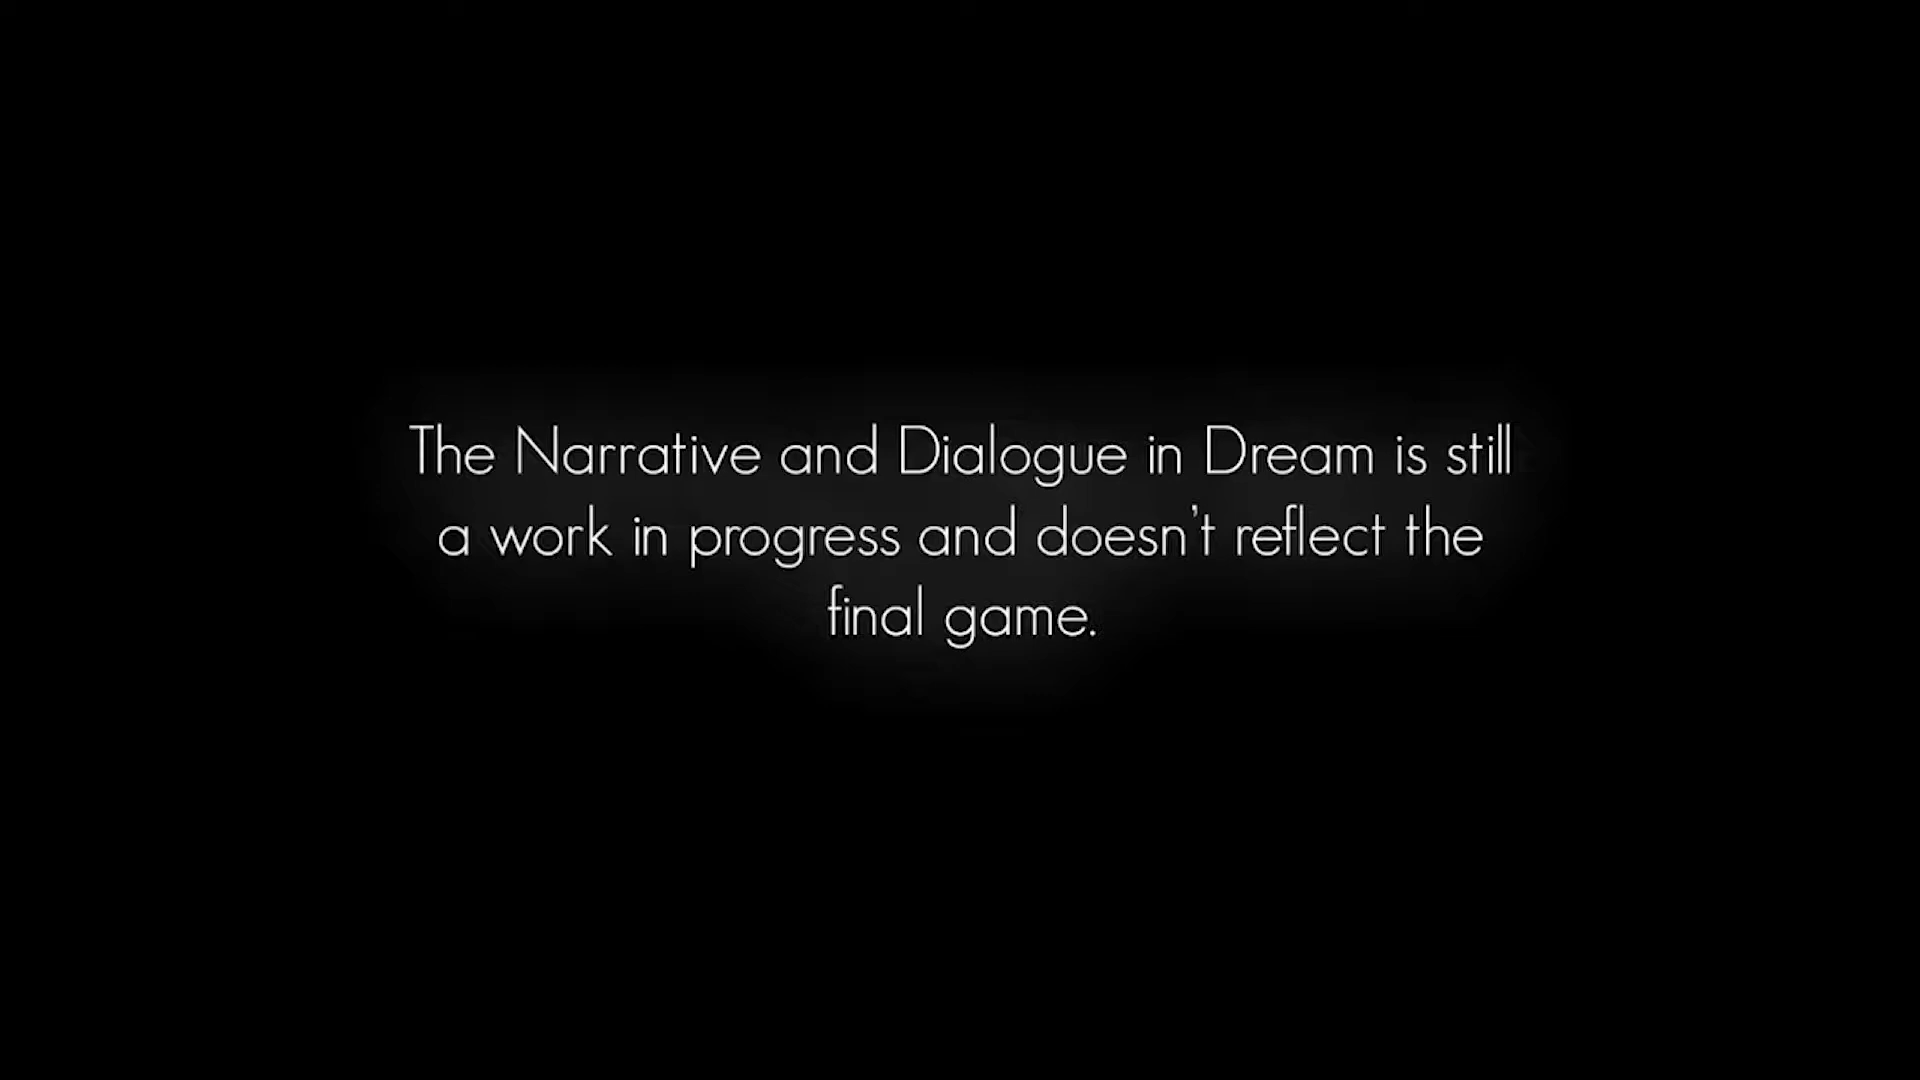 The Narrative and Dialogue in Dream is still
a work in progress and doesn't reflect the
final game.